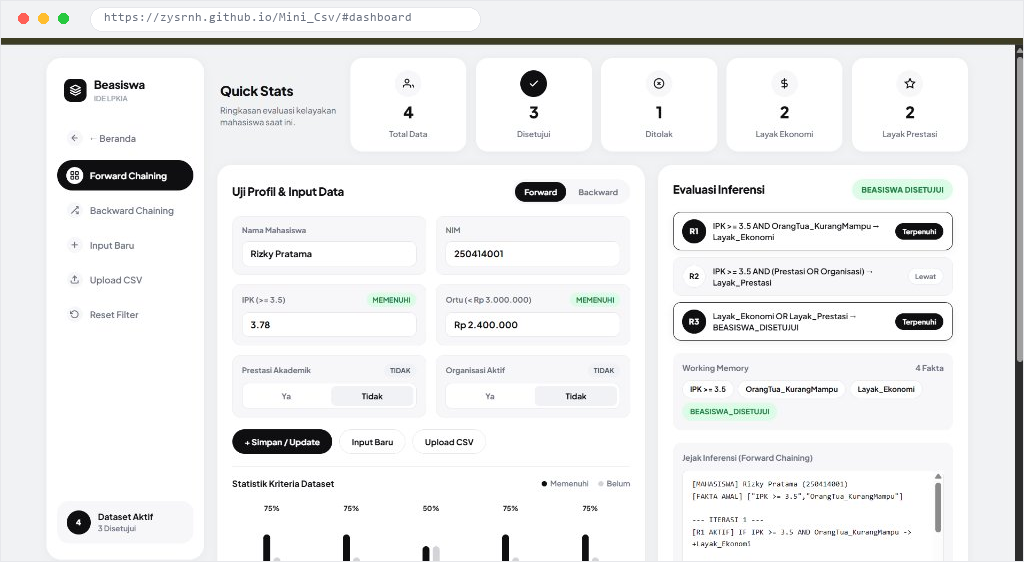 https://zysrnh.github.io/Mini_Csv/#dashboard
Beasiswa
IDELPKIA
← Beranda
Forward Chaining
Backward Chaining
Input Baru
Upload CSV
Reset Filter
4
Dataset Aktif
3 Disetujui
Quick Stats
Ringkasan evaluasi kelayakan
mahasiswa saat ini.
4
Total Data
3
Disetujui
1
Ditolak
$
2
Layak Ekonomi
2
Layak Prestasi
Uji Profil & Input Data
Forward
Backward
Nama Mahasiswa
Rizky Pratama
NIM
250414001
IPK (>= 3.5)
MEMENUHI
3.78
Ortu (< Rp 3.000.000)
MEMENUHI
Rp 2.400.000
Prestasi Akademik
TIDAK
Ya
Tidak
Organisasi Aktif
TIDAK
Ya
Tidak
+ Simpan / Update
Input Baru
Upload CSV
Statistik Kriteria Dataset
Memenuhi
Belum
75%
75%
50%
75%
75%
Evaluasi Inferensi
BEASISWA DISETUJUI
R1
IPK >= 3.5 AND OrangTua_KurangMampu →
Layak_Ekonomi
Terpenuhi
R2
IPK >= 3.5 AND (Prestasi OR Organisasi) →
Layak_Prestasi
Lewat
R3
Layak_Ekonomi OR Layak_Prestasi →
BEASISWA_DISETUJUI
Terpenuhi
Working Memory
4 Fakta
IPK >= 3.5
OrangTua_KurangMampu
Layak_Ekonomi
BEASISWA_DISETUJUI
Jejak Inferensi (Forward Chaining)
[MAHASISWA] Rizky Pratama (250414001)
[FAKTA AWAL] ["IPK >= 3.5","OrangTua_KurangMampu"]
--- ITERASI 1 ---
[R1 AKTIF] IF IPK >= 3.5 AND OrangTua_KurangMampu ->
+Layak_Ekonomi